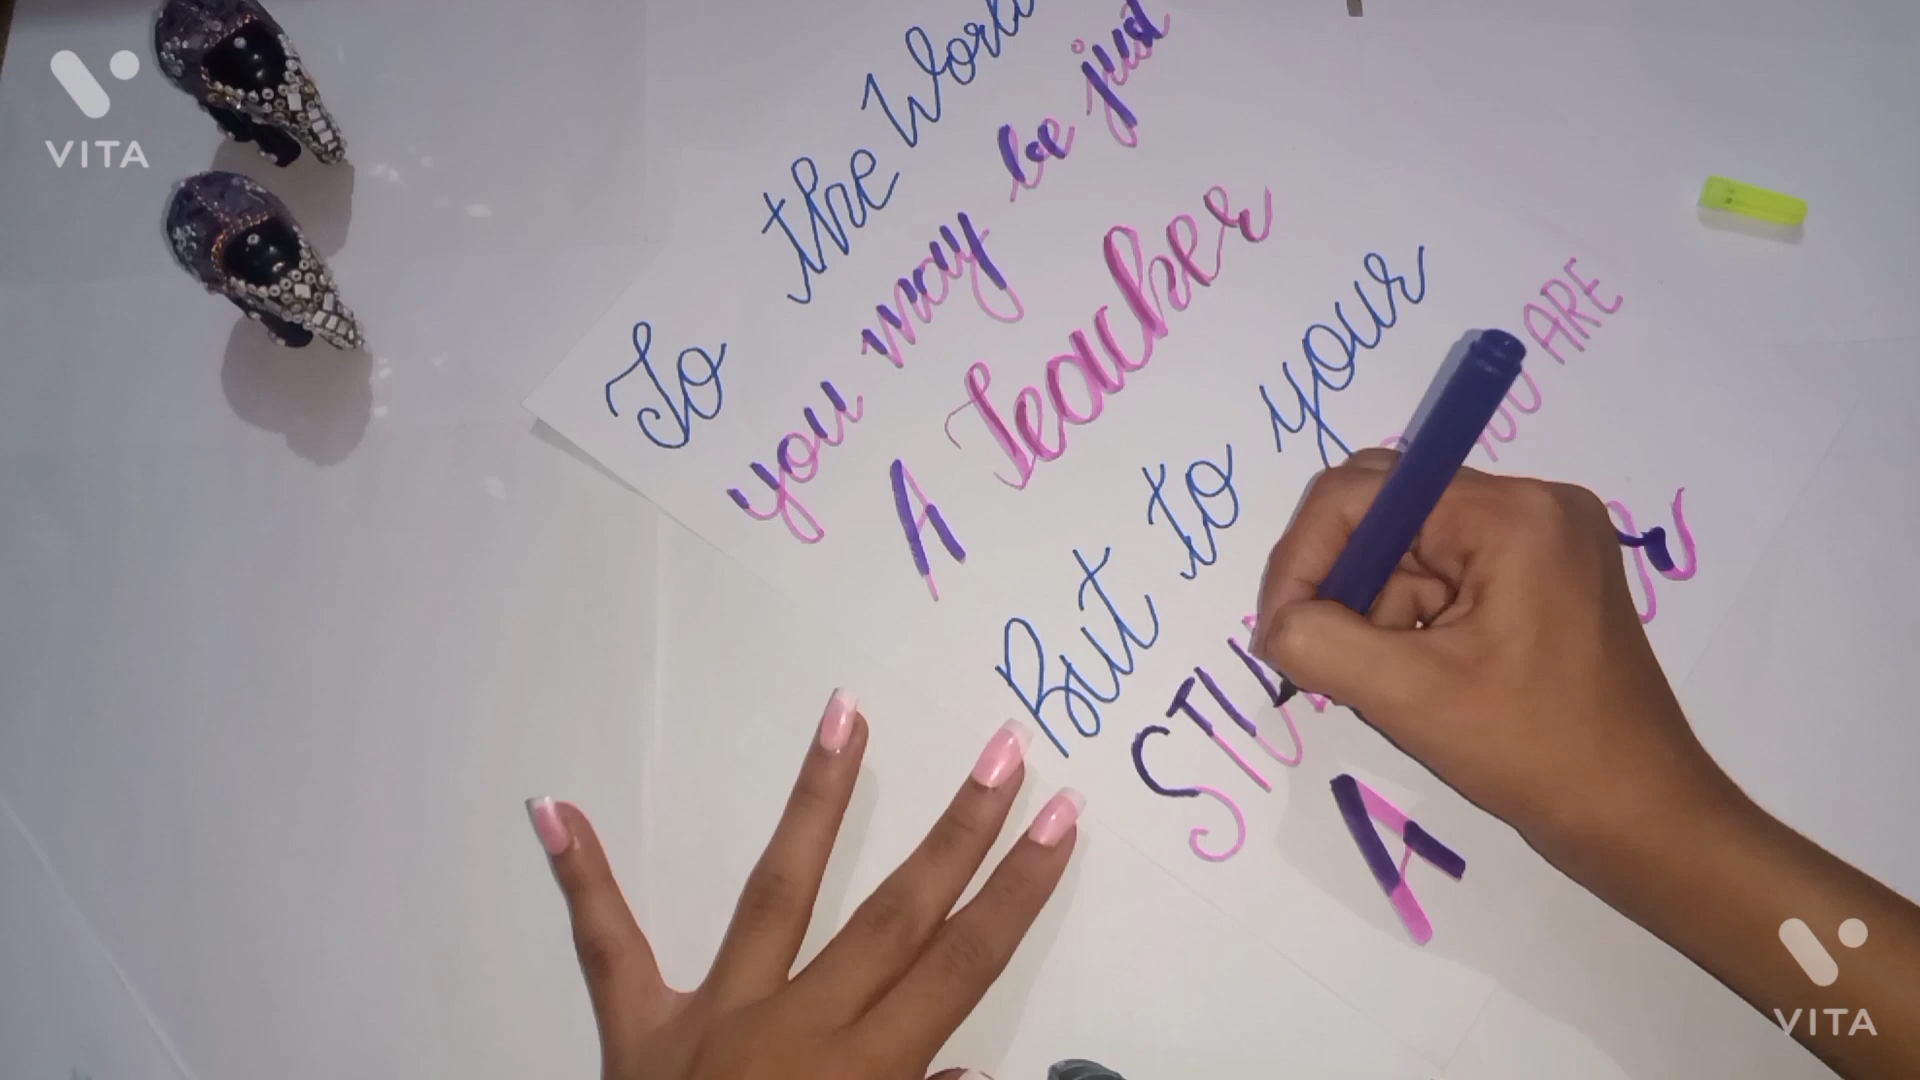 VITA
To the World
you may be just
A Teacher
But to your
YOU ARE
A
VITA